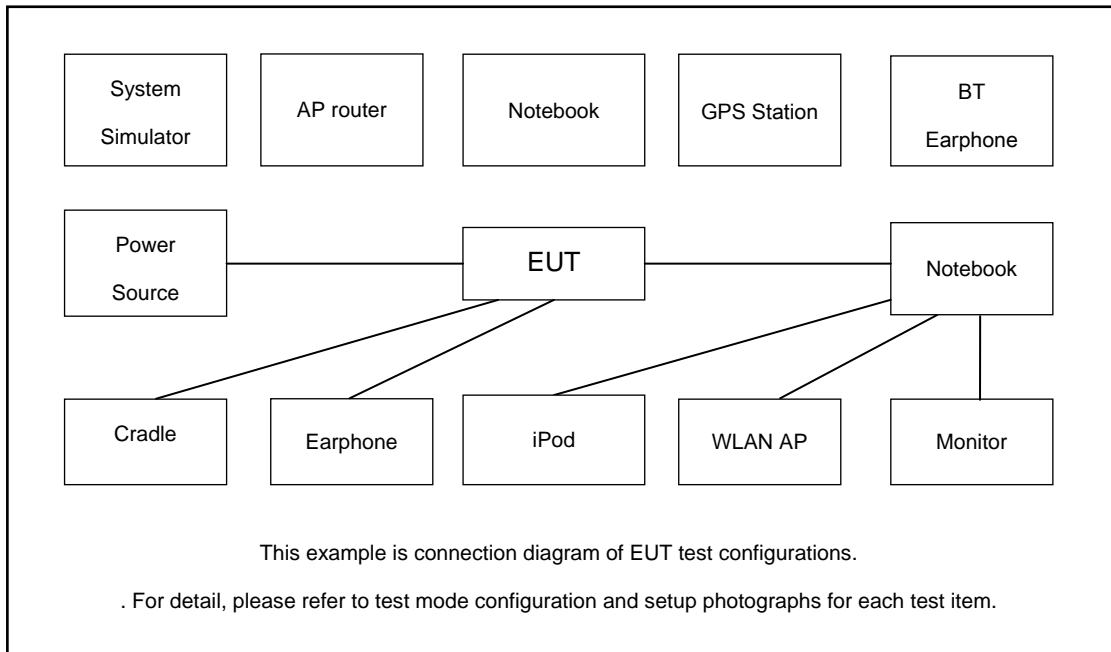 System
Simulator
AP router
Notebook
GPS Station
BT
Earphone
Power
Source
EUT
Notebook
Cradle
Earphone
iPod
WLAN AP
Monitor
This example is connection diagram of EUT test configurations.
. For detail, please refer to test mode configuration and setup photographs for each test item.